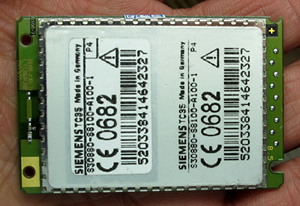 SIEMENS TC35 Made in Germany
S30880-S8100-A100-1
P4
CE 0682
520338414642327
SIEMENS TC35 Made in Germany
S30880-S8100-A100-1
P4
CE 0682
520338414642327